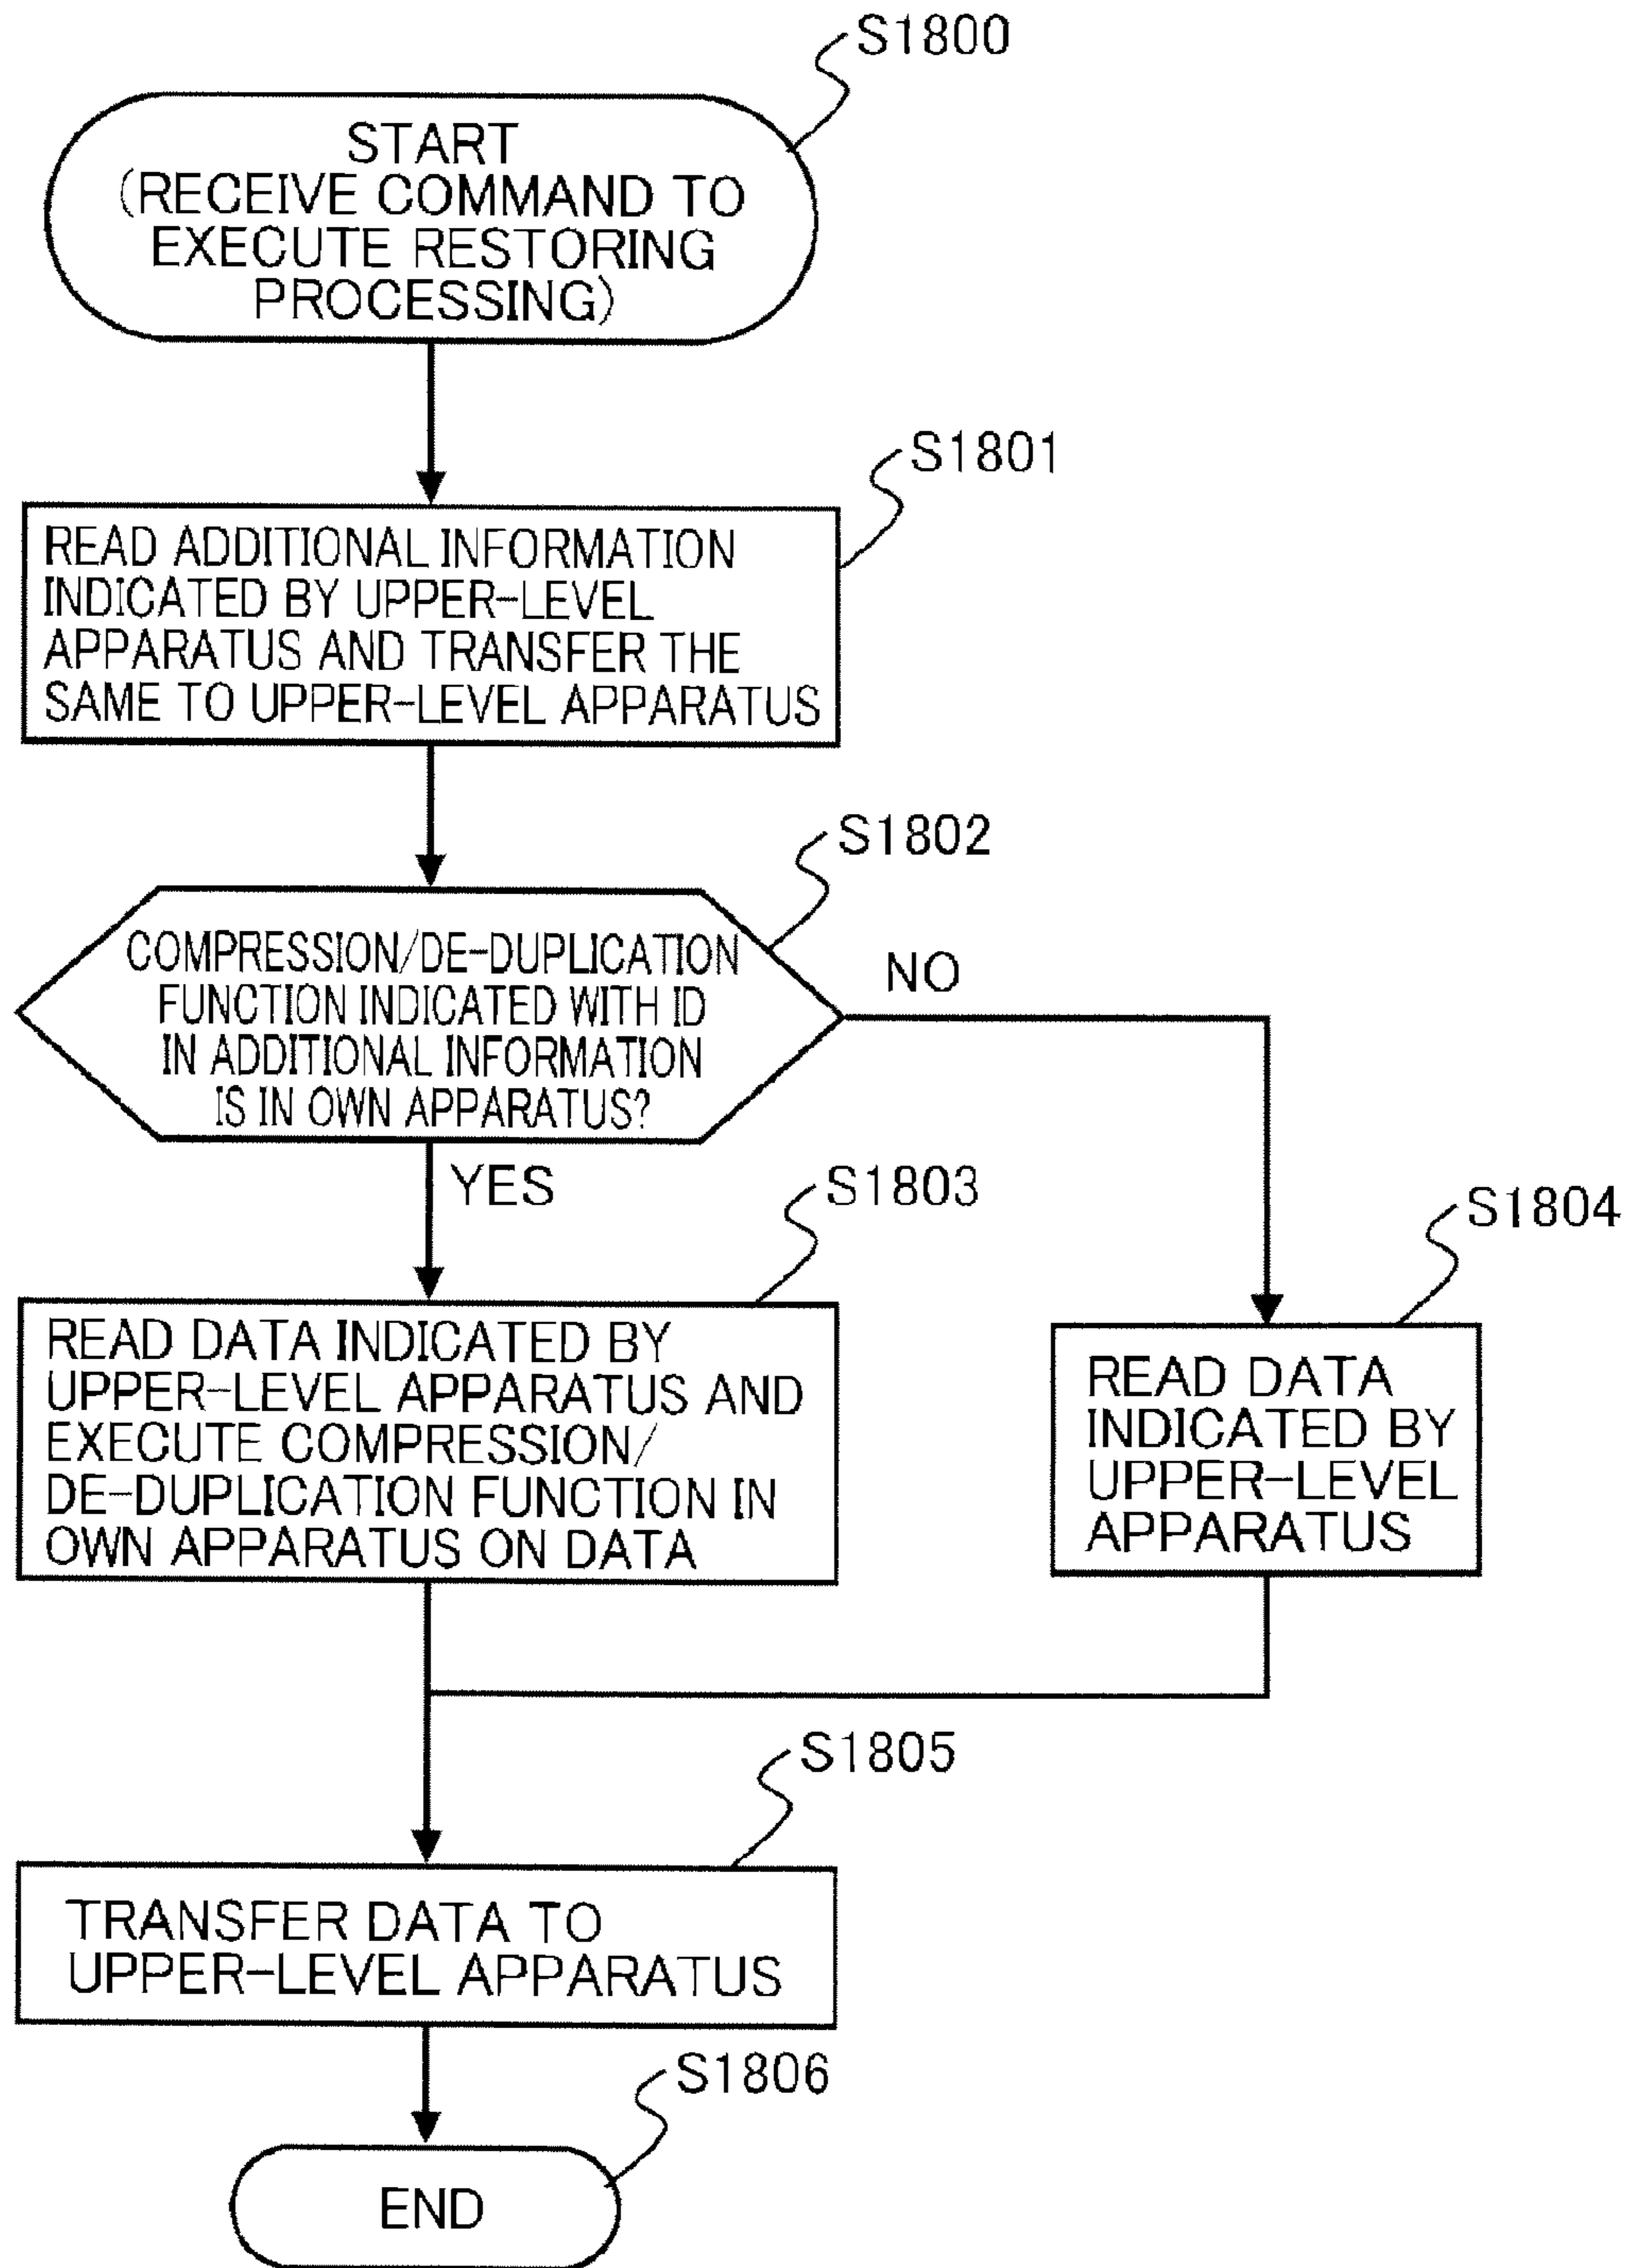 S1800
START
(RECEIVE COMMAND TO
EXECUTE RESTORING
PROCESSING)
S1801
READ ADDITIONAL INFORMATION
INDICATED BY UPPER-LEVEL
APPARATUS AND TRANSFER THE
SAME TO UPPER-LEVEL APPARATUS
S1802
COMPRESSION/DE-DUPLICATION
FUNCTION INDICATED WITH ID
IN ADDITIONAL INFORMATION
IS IN OWN APPARATUS?
NO
YES
S1803
READ DATA INDICATED BY
UPPER-LEVEL APPARATUS AND
EXECUTE COMPRESSION/
DE-DUPLICATION FUNCTION IN
OWN APPARATUS ON DATA
S1804
READ DATA
INDICATED BY
UPPER-LEVEL
APPARATUS
S1805
TRANSFER DATA TO
UPPER-LEVEL APPARATUS
S1806
END